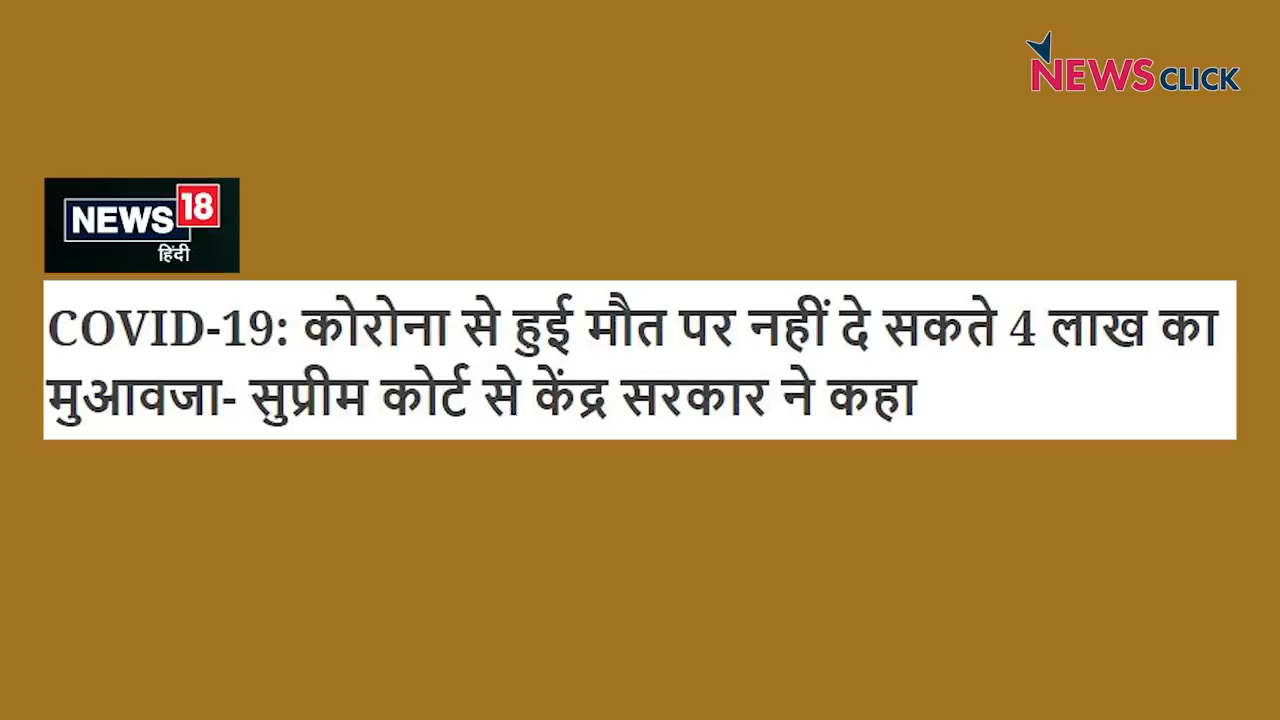 NEWSCLICK
NEWS18
हिंदी
COVID-19: कोरोना से हुई मौत पर नहीं दे सकते 4 लाख का
मुआवजा- सुप्रीम कोर्ट से केंद्र सरकार ने कहा